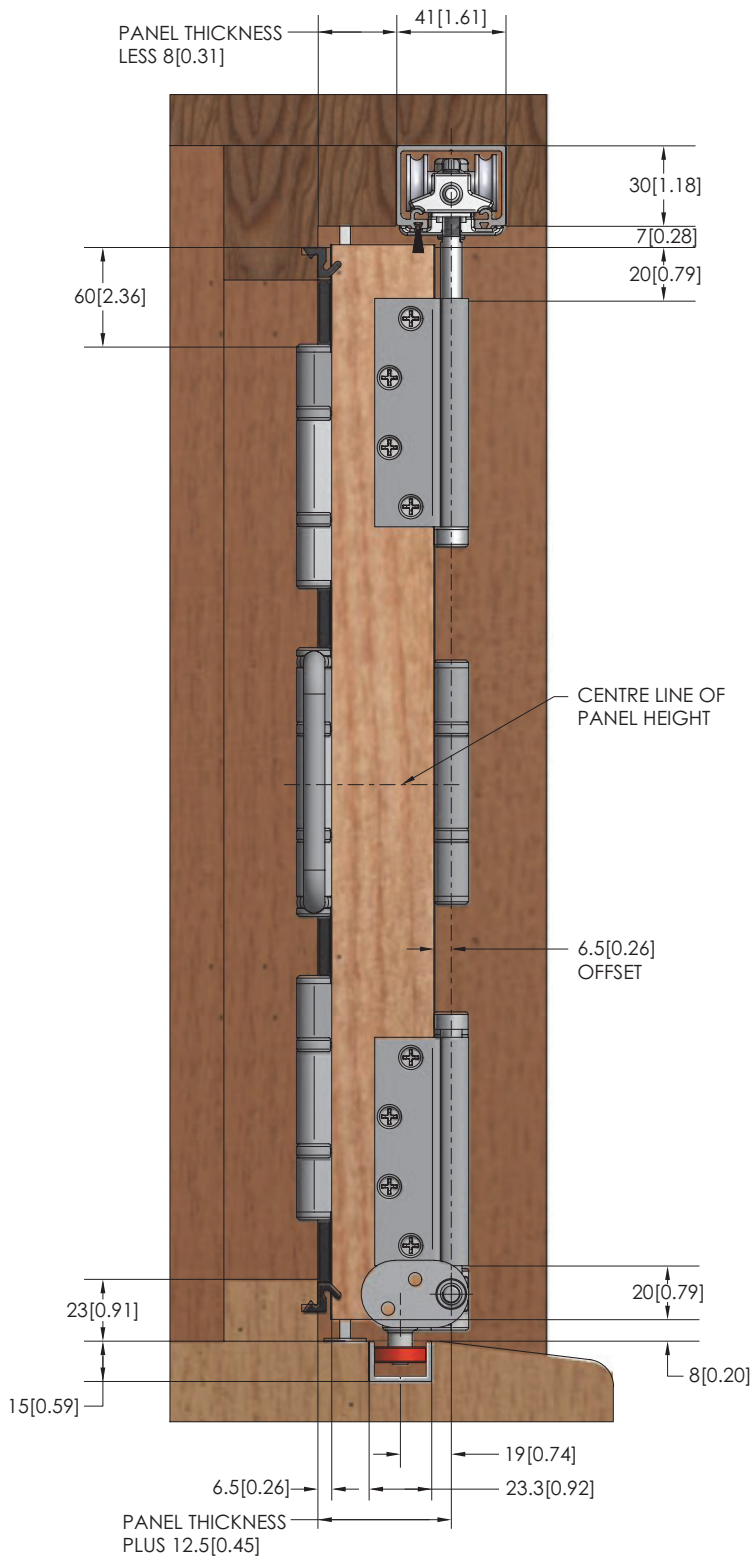 PANEL THICKNESS
LESS 8[0.31]
41[1.61]
30[1.18]
7[0.28]
20[0.79]
60[2.36]
CENTRE LINE OF
PANEL HEIGHT
6.5[0.26]
OFFSET
23[0.91]
20[0.79]
15[0.59]
8[0.20]
19[0.74]
6.5[0.26]
23.3[0.92]
PANEL THICKNESS
PLUS 12.5[0.45]